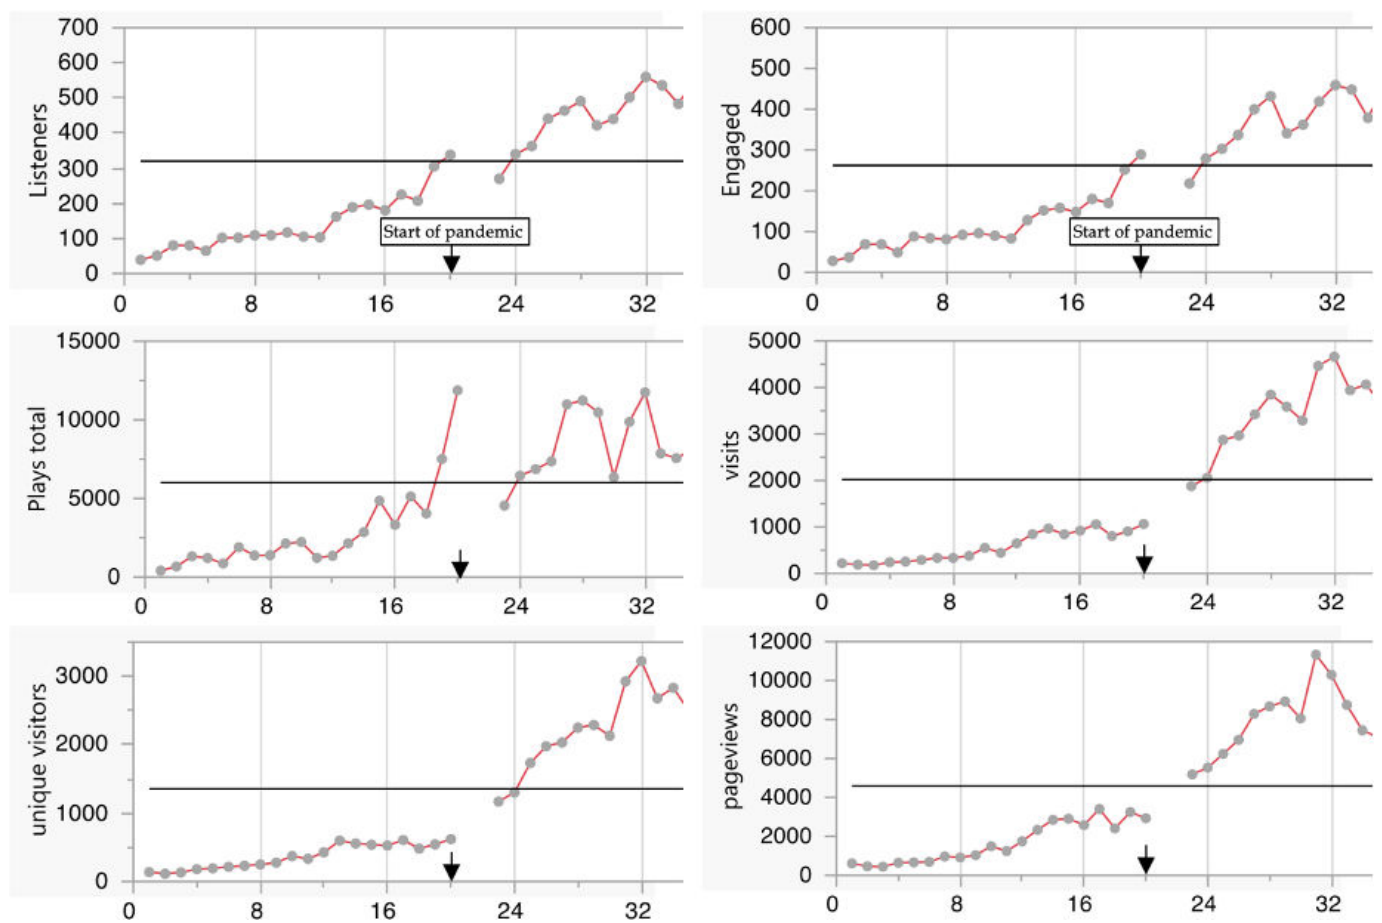 700
600
500
400
300
200
100
0
Listeners
Start of pandemic
0 8 16 24 32
600
500
400
300
200
100
0
Engaged
Start of pandemic
0 8 16 24 32
15000
10000
5000
0
Plays total
0 8 16 24 32
5000
4000
3000
2000
1000
0
visits
0 8 16 24 32
3000
2000
1000
0
unique visitors
0 8 16 24 32
12000
10000
8000
6000
4000
2000
0
pageviews
0 8 16 24 32